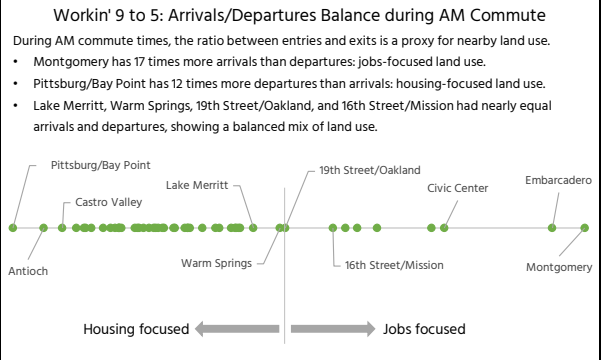 Workin' 9 to 5: Arrivals/Departures Balance during AM Commute
During AM commute times, the ratio between entries and exits is a proxy for nearby land use.
• Montgomery has 17 times more arrivals than departures: jobs-focused land use.
• Pittsburg/Bay Point has 12 times more departures than arrivals: housing-focused land use.
• Lake Merritt, Warm Springs, 19th Street/Oakland, and 16th Street/Mission had nearly equal
arrivals and departures, showing a balanced mix of land use.
Pittsburg/Bay Point
19th Street/Oakland
Embarcadero
Lake Merritt
Civic Center
Castro Valley
Antioch
Warm Springs
16th Street/Mission
Montgomery
Housing focused
Jobs focused